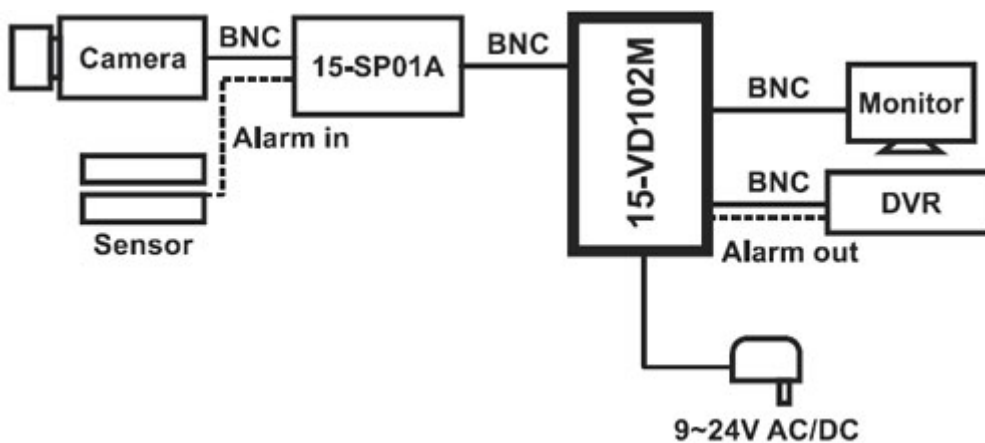 Camera
BNC
15-SP01A
BNC
15-VD102M
BNC
Monitor
Alarm in
Sensor
BNC
DVR
Alarm out
9~24V AC/DC